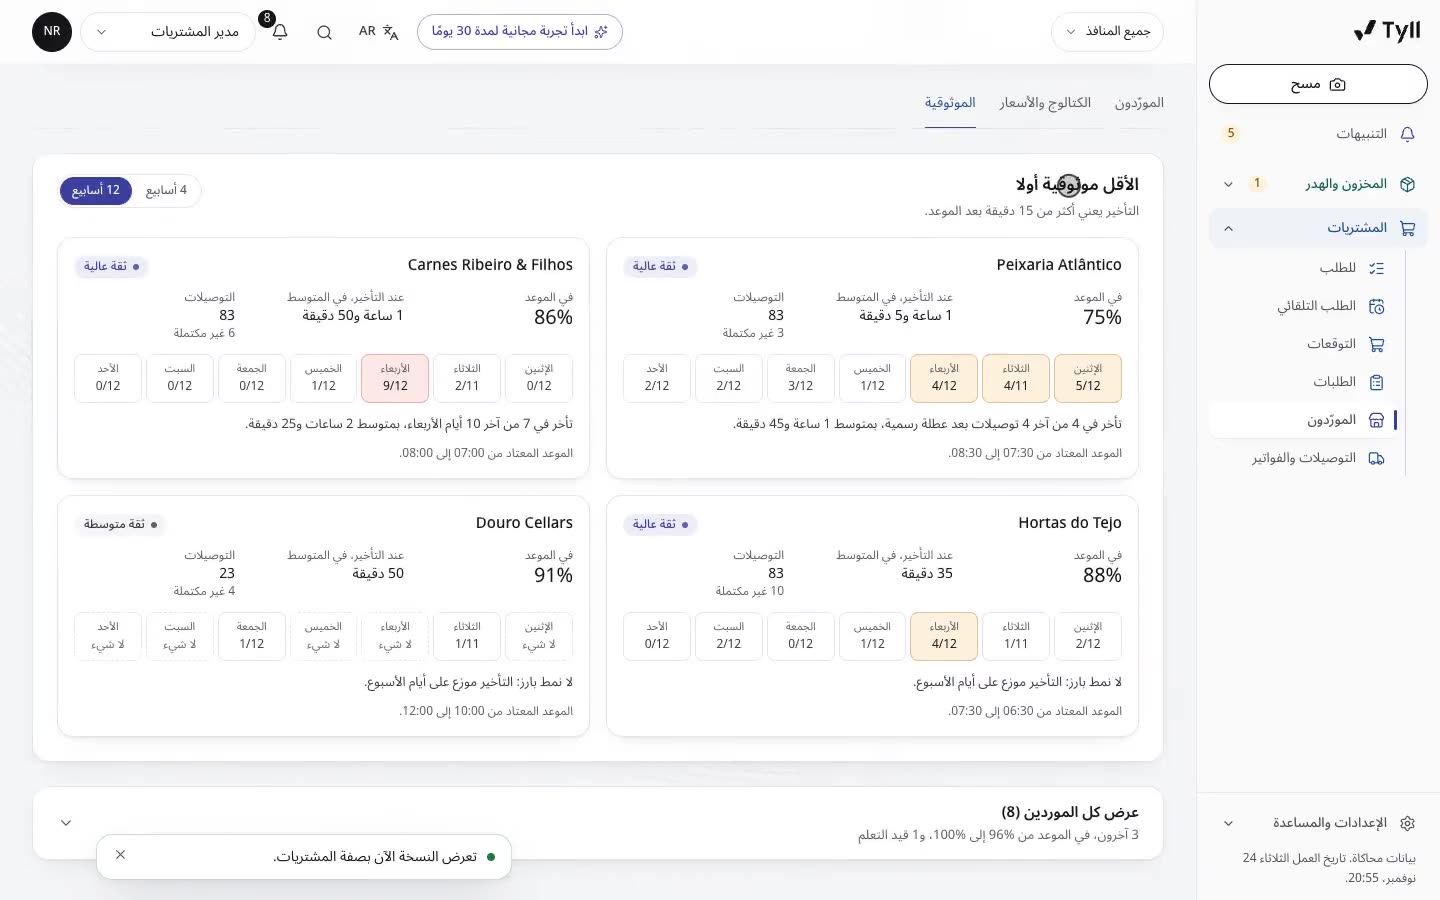 Tyll
مسح
التنبيهات
5
المخزون والهدر
1
المشتريات
للطلب
الطلب التلقائي
التوقعات
الطلبات
المورّدون
التوصيلات والفواتير
الإعدادات والمساعدة
بيانات محاكاة. تاريخ العمل الثلاثاء 24
نوفمبر، 20:55.
جميع المنافذ
ابدأ تجربة مجانية لمدة 30 يومًا
AR
8
مدير المشتريات
NR
المورّدون
الكتالوج والأسعار
الموثوقية
الأقل موثوقية أولا
التأخير يعني أكثر من 15 دقيقة بعد الموعد.
4 أسابيع
12 أسابيع
Peixaria Atlântico
ثقة عالية
في الموعد
75%
عند التأخير، في المتوسط
1 ساعة و5 دقيقة
التوصيلات
83
3 غير مكتملة
الإثنين
5/12
الثلاثاء
4/11
الأربعاء
4/12
الخميس
1/12
الجمعة
3/12
السبت
2/12
الأحد
2/12
تأخر في 4 من آخر 4 توصيلات بعد عطلة رسمية، بمتوسط 1 ساعة و45 دقيقة.
الموعد المعتاد من 07:30 إلى 08:30.
Carnes Ribeiro & Filhos
ثقة عالية
في الموعد
86%
عند التأخير، في المتوسط
1 ساعة و50 دقيقة
التوصيلات
83
6 غير مكتملة
الإثنين
0/12
الثلاثاء
2/11
الأربعاء
9/12
الخميس
1/12
الجمعة
0/12
السبت
0/12
الأحد
0/12
تأخر في 7 من آخر 10 أيام الأربعاء، بمتوسط 2 ساعات و25 دقيقة.
الموعد المعتاد من 07:00 إلى 08:00.
Hortas do Tejo
ثقة عالية
في الموعد
88%
عند التأخير، في المتوسط
35 دقيقة
التوصيلات
83
10 غير مكتملة
الإثنين
2/12
الثلاثاء
1/11
الأربعاء
4/12
الخميس
1/12
الجمعة
0/12
السبت
2/12
الأحد
0/12
لا نمط بارز: التأخير موزع على أيام الأسبوع.
الموعد المعتاد من 06:30 إلى 07:30.
Douro Cellars
ثقة متوسطة
في الموعد
91%
عند التأخير، في المتوسط
50 دقيقة
التوصيلات
23
4 غير مكتملة
الإثنين
لا شيء
الثلاثاء
1/11
الأربعاء
لا شيء
الخميس
لا شيء
الجمعة
1/12
السبت
لا شيء
الأحد
لا شيء
لا نمط بارز: التأخير موزع على أيام الأسبوع.
الموعد المعتاد من 10:00 إلى 12:00.
عرض كل الموردين (8)
3 آخرون، في الموعد من 96% إلى 100%، و1 قيد التعلم
تعرض النسخة الآن بصفة المشتريات.